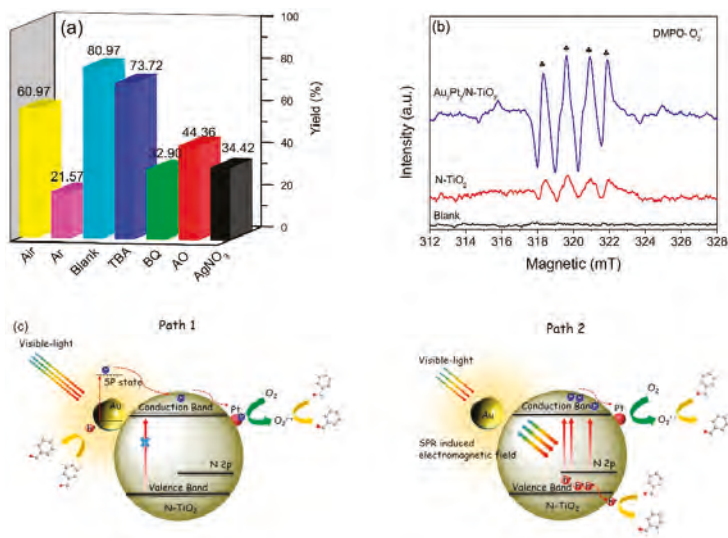 (a)
100
80
60
40
20
0
Yield (%)
60.97
21.57
80.97
73.72
32.90
44.36
34.42
Air
Ar
Blank
TBA
BQ
AO
AgNO₃
(b)
DMPO-O₂
Au/Pt/N-TiO₂
N-TiO₂
Blank
Intensity (a.u.)
312 314 316 318 320 322 324 326 328
Magnetic (mT)
(c)
Path 1
Visible-light
SP state
Au
Conduction Band
Pt
O₂
O₂
N 2p
Valence Band
N-TiO₂
Path 2
Visible-light
Au
Conduction Band
Pt
O₂
O₂
SPR induced
electromagnetic field
N 2p
Valence Band
N-TiO₂